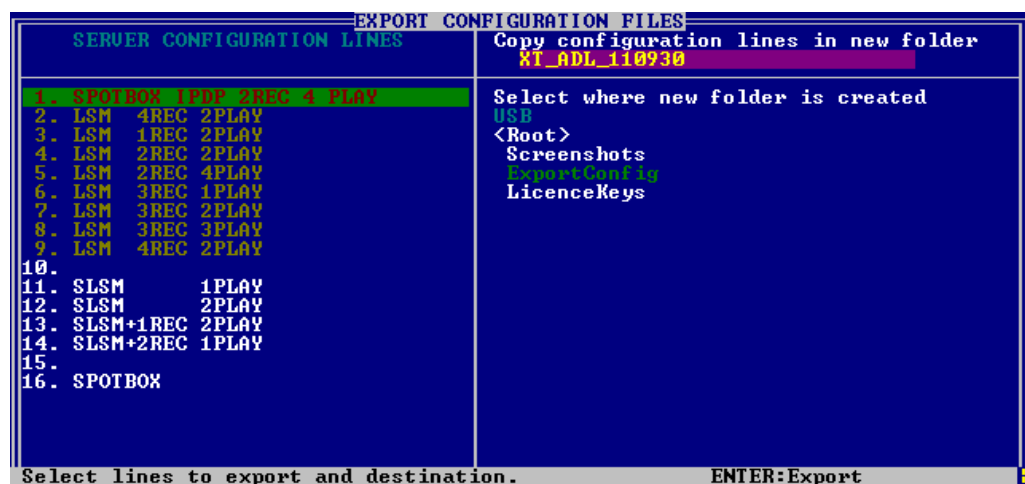 EXPORT CONFIGURATION FILES
SERVER CONFIGURATION LINES
Copy configuration lines in new folder
XT_ADL_110930
1. SPOTBOX IPDP 2REC 4 PLAY
2. LSM 4REC 2PLAY
3. LSM 1REC 2PLAY
4. LSM 2REC 2PLAY
5. LSM 2REC 4PLAY
6. LSM 3REC 1PLAY
7. LSM 3REC 2PLAY
8. LSM 3REC 3PLAY
9. LSM 4REC 2PLAY
10.
11. SLSM 1PLAY
12. SLSM 2PLAY
13. SLSM+1REC 2PLAY
14. SLSM+2REC 1PLAY
15.
16. SPOTBOX
Select where new folder is created
USB
<Root>
Screenshots
ExportConfig
LicenceKeys
Select lines to export and destination.
ENTER:Export